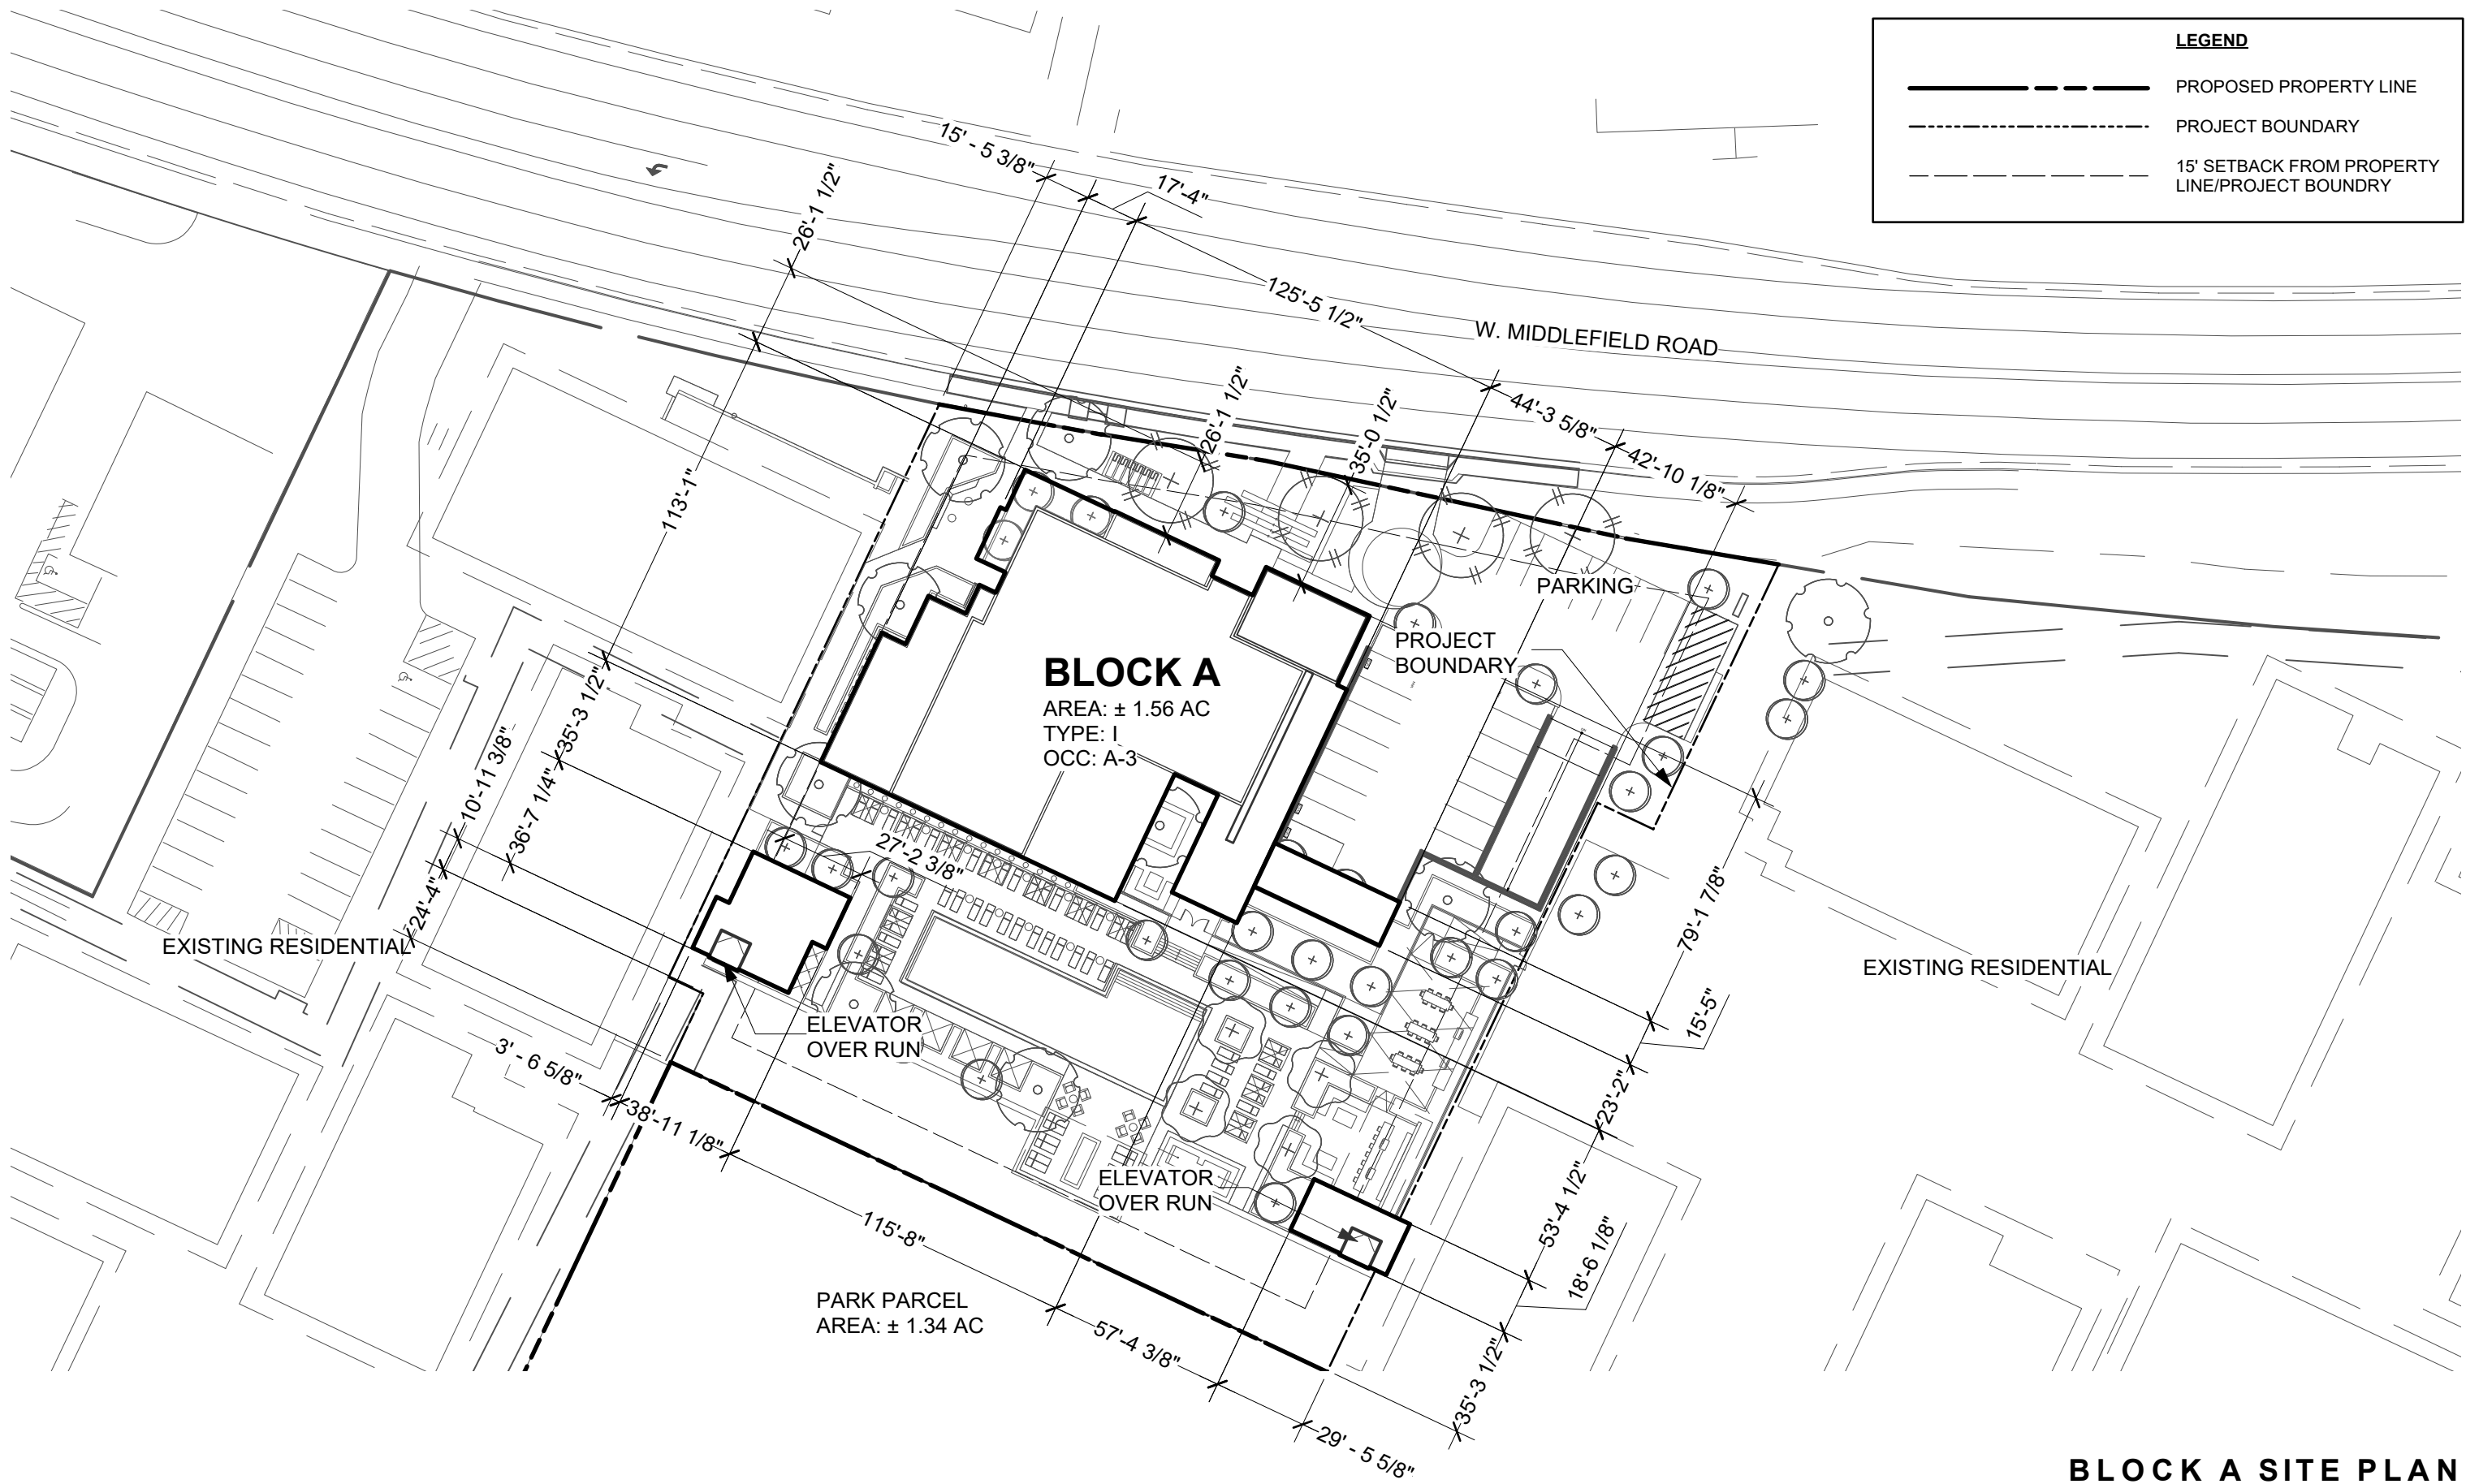 LEGEND
PROPOSED PROPERTY LINE
PROJECT BOUNDARY
15' SETBACK FROM PROPERTY
LINE/PROJECT BOUNDRY
15' - 5 3/8"
17'-4"
26'-1 1/2"
125'-5 1/2"
W. MIDDLEFIELD ROAD
26'-1 1/2"
35'-0 1/2"
44'-3 5/8"
42'-10 1/8"
113'-1"
PARKING
PROJECT
BOUNDARY
BLOCK A
AREA: ± 1.56 AC
TYPE: I
OCC: A-3
35'-3 1/2"
10'-11 3/8"
36'-7 1/4"
24'-4"
27'-2 3/8"
79'-1 7/8"
EXISTING RESIDENTIAL
EXISTING RESIDENTIAL
15'-5"
ELEVATOR
OVER RUN
3' - 6 5/8"
38'-11 1/8"
23'-2"
ELEVATOR
OVER RUN
53'-4 1/2"
18'-6 1/8"
115'-8"
PARK PARCEL
AREA: ± 1.34 AC
57'-4 3/8"
35'-3 1/2"
29' - 5 5/8"
BLOCK A SITE PLAN